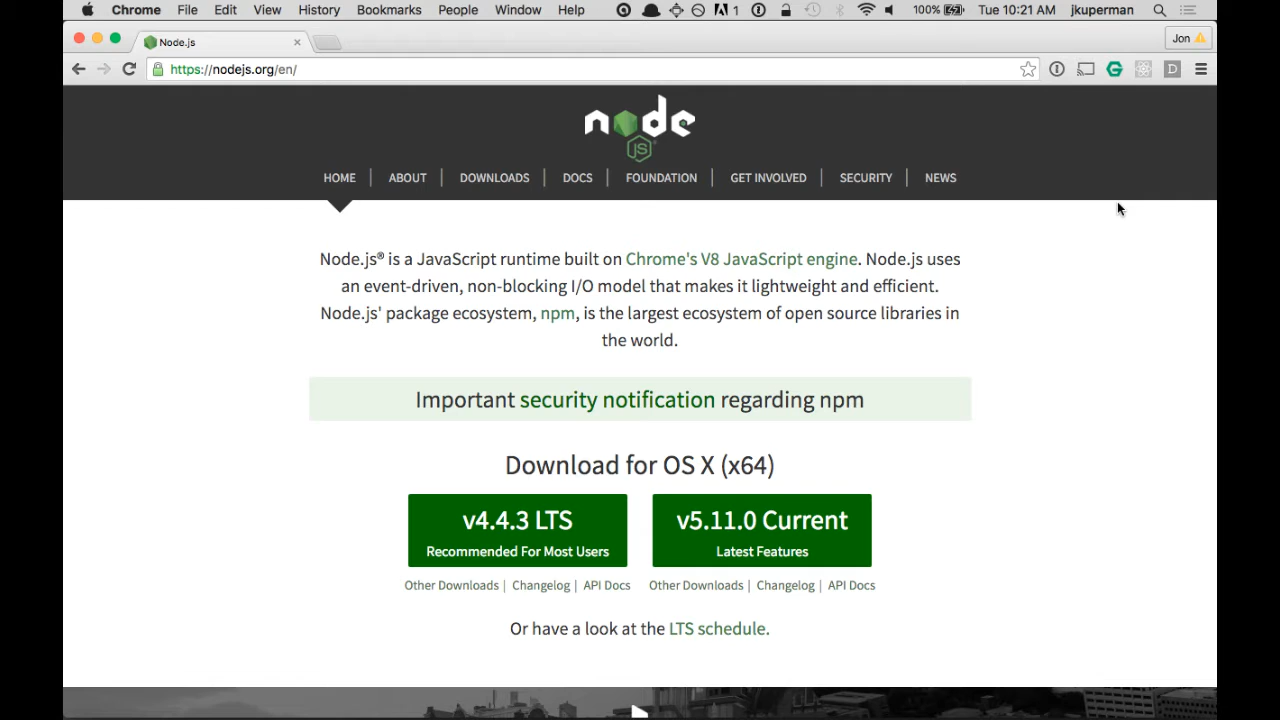 Chrome File Edit View History Bookmarks People Window Help 1 100% Tue 10:21 AM jkuperman
Node.js Jon
https://nodejs.org/en/
node
JS
HOME ABOUT DOWNLOADS DOCS FOUNDATION GET INVOLVED SECURITY NEWS
Node.js® is a JavaScript runtime built on Chrome's V8 JavaScript engine. Node.js uses
an event-driven, non-blocking I/O model that makes it lightweight and efficient.
Node.js' package ecosystem, npm, is the largest ecosystem of open source libraries in
the world.
Important security notification regarding npm
Download for OS X (x64)
v4.4.3 LTS v5.11.0 Current
Recommended For Most Users Latest Features
Other Downloads | Changelog | API Docs Other Downloads | Changelog | API Docs
Or have a look at the LTS schedule.